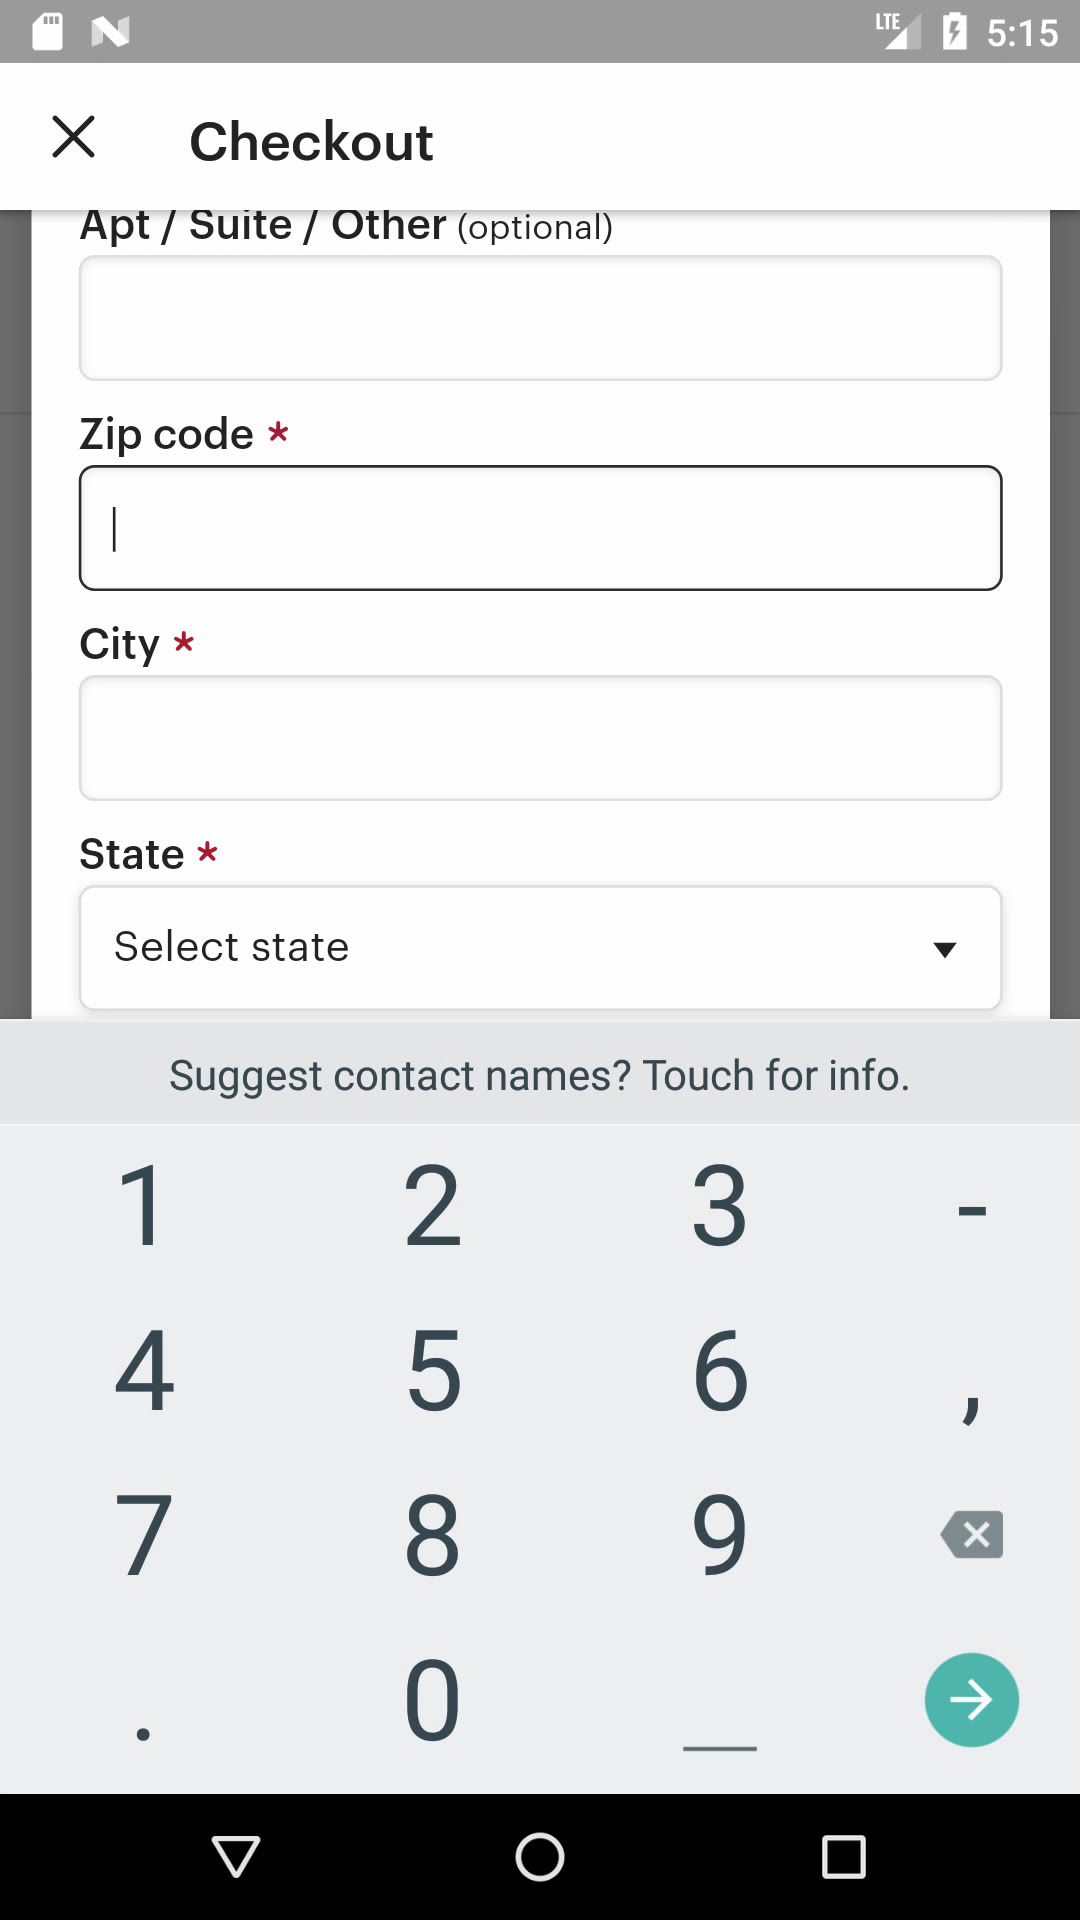 LTE 5:15
Checkout
Apt / Suite / Other (optional)
Zip code *
City *
State *
Select state
Suggest contact names? Touch for info.
1 2 3 -
4 5 6 ,
7 8 9
. 0 _